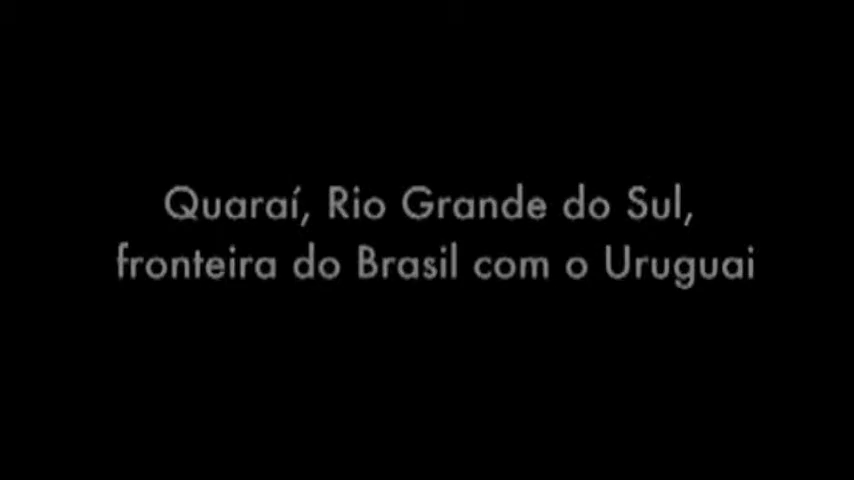 Quaraí, Rio Grande do Sul,
fronteira do Brasil com o Uruguai